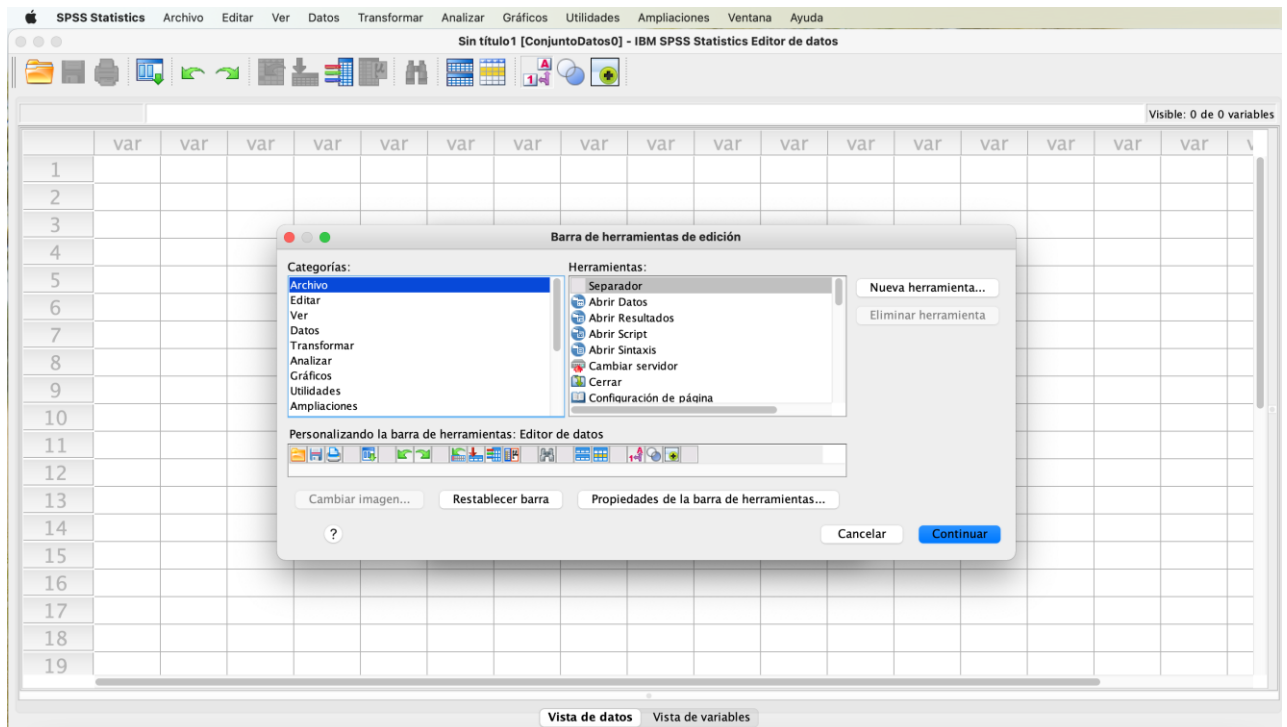 SPSS Statistics Archivo Editar Ver Datos Transformar Analizar Gráficos Utilidades Ampliaciones Ventana Ayuda
Sin título1 [ConjuntoDatos0] - IBM SPSS Statistics Editor de datos
Visible: 0 de 0 variables
var var var var var var var var var var var var var var var var var v
1
2
3
4
5
6
7
8
9
10
11
12
13
14
15
16
17
18
19
Barra de herramientas de edición
Categorías:
Archivo
Editar
Ver
Datos
Transformar
Analizar
Gráficos
Utilidades
Ampliaciones
Herramientas:
Separador
Abrir Datos
Abrir Resultados
Abrir Script
Abrir Sintaxis
Cambiar servidor
Cerrar
Configuración de página
Nueva herramienta...
Eliminar herramienta
Personalizando la barra de herramientas: Editor de datos
Cambiar imagen... Restablecer barra Propiedades de la barra de herramientas...
? Cancelar Continuar
Vista de datos Vista de variables